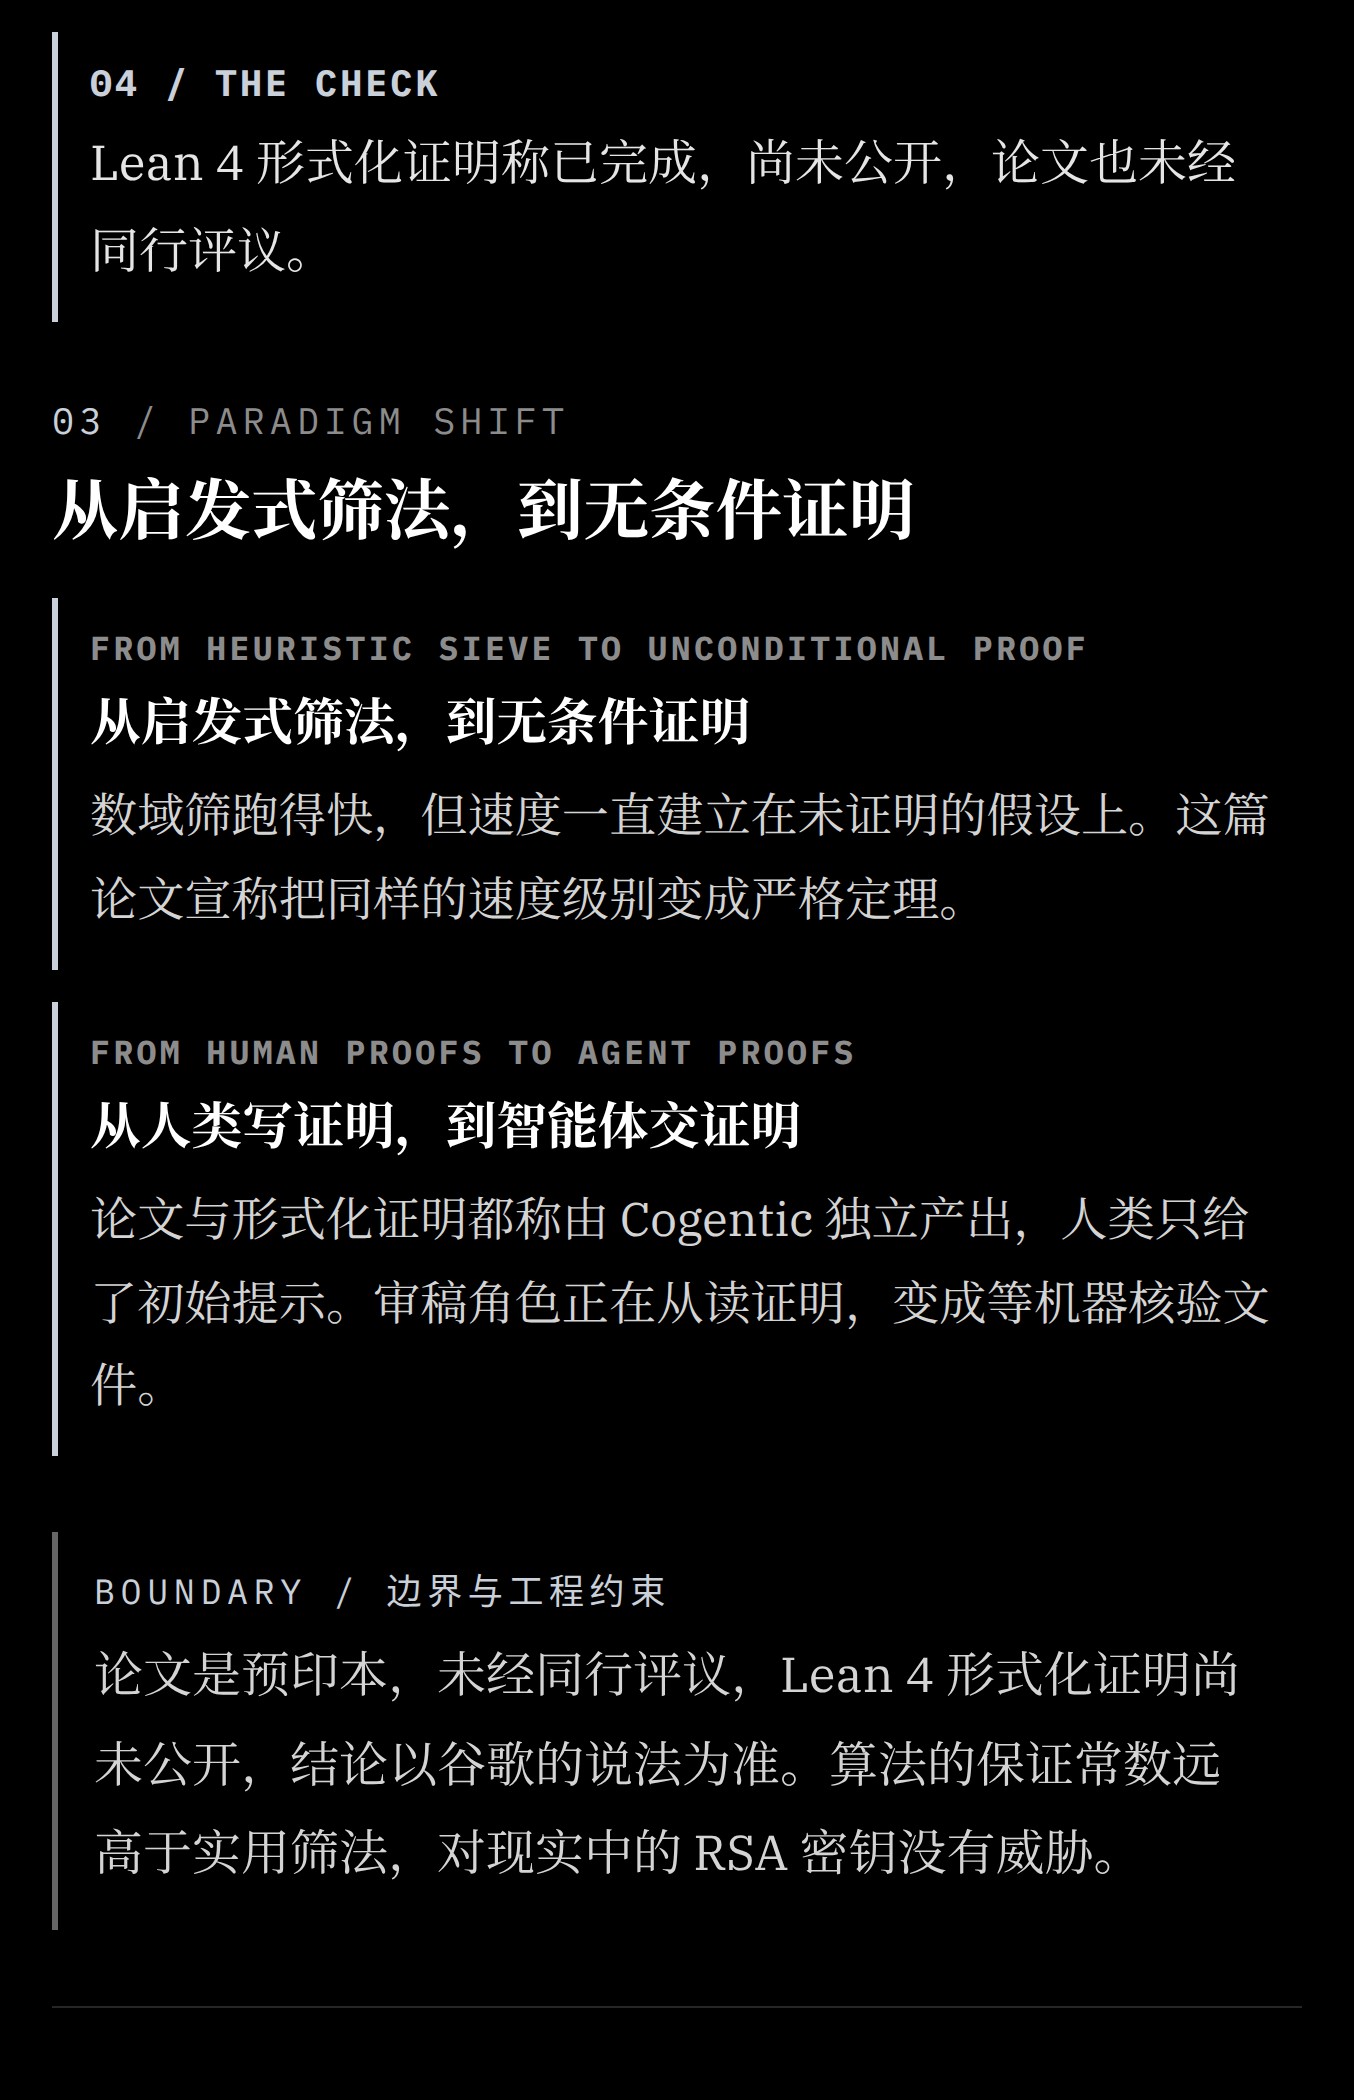 04 / THE CHECK
Lean 4 形式化证明称已完成，尚未公开，论文也未经
同行评议。
03 / PARADIGM SHIFT
从启发式筛法，到无条件证明
FROM HEURISTIC SIEVE TO UNCONDITIONAL PROOF
从启发式筛法，到无条件证明
数域筛跑得快，但速度一直建立在未证明的假设上。这篇
论文宣称把同样的速度级别变成严格定理。
FROM HUMAN PROOFS TO AGENT PROOFS
从人类写证明，到智能体交证明
论文与形式化证明都称由 Cogentic 独立产出，人类只给
了初始提示。审稿角色正在从读证明，变成等机器核验文
件。
BOUNDARY / 边界与工程约束
论文是预印本，未经同行评议，Lean 4 形式化证明尚
未公开，结论以谷歌的说法为准。算法的保证常数远
高于实用筛法，对现实中的 RSA 密钥没有威胁。